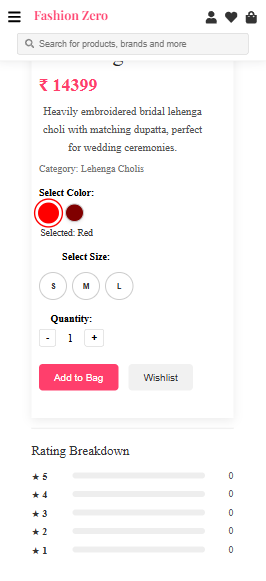 Fashion Zero
Search for products, brands and more
₹ 14399
Heavily embroidered bridal lehenga
choli with matching dupatta, perfect
for wedding ceremonies.
Category: Lehenga Cholis
Select Color:
Selected: Red
Select Size:
S M L
Quantity:
- 1 +
Add to Bag Wishlist
Rating Breakdown
★ 5 0
★ 4 0
★ 3 0
★ 2 0
★ 1 0